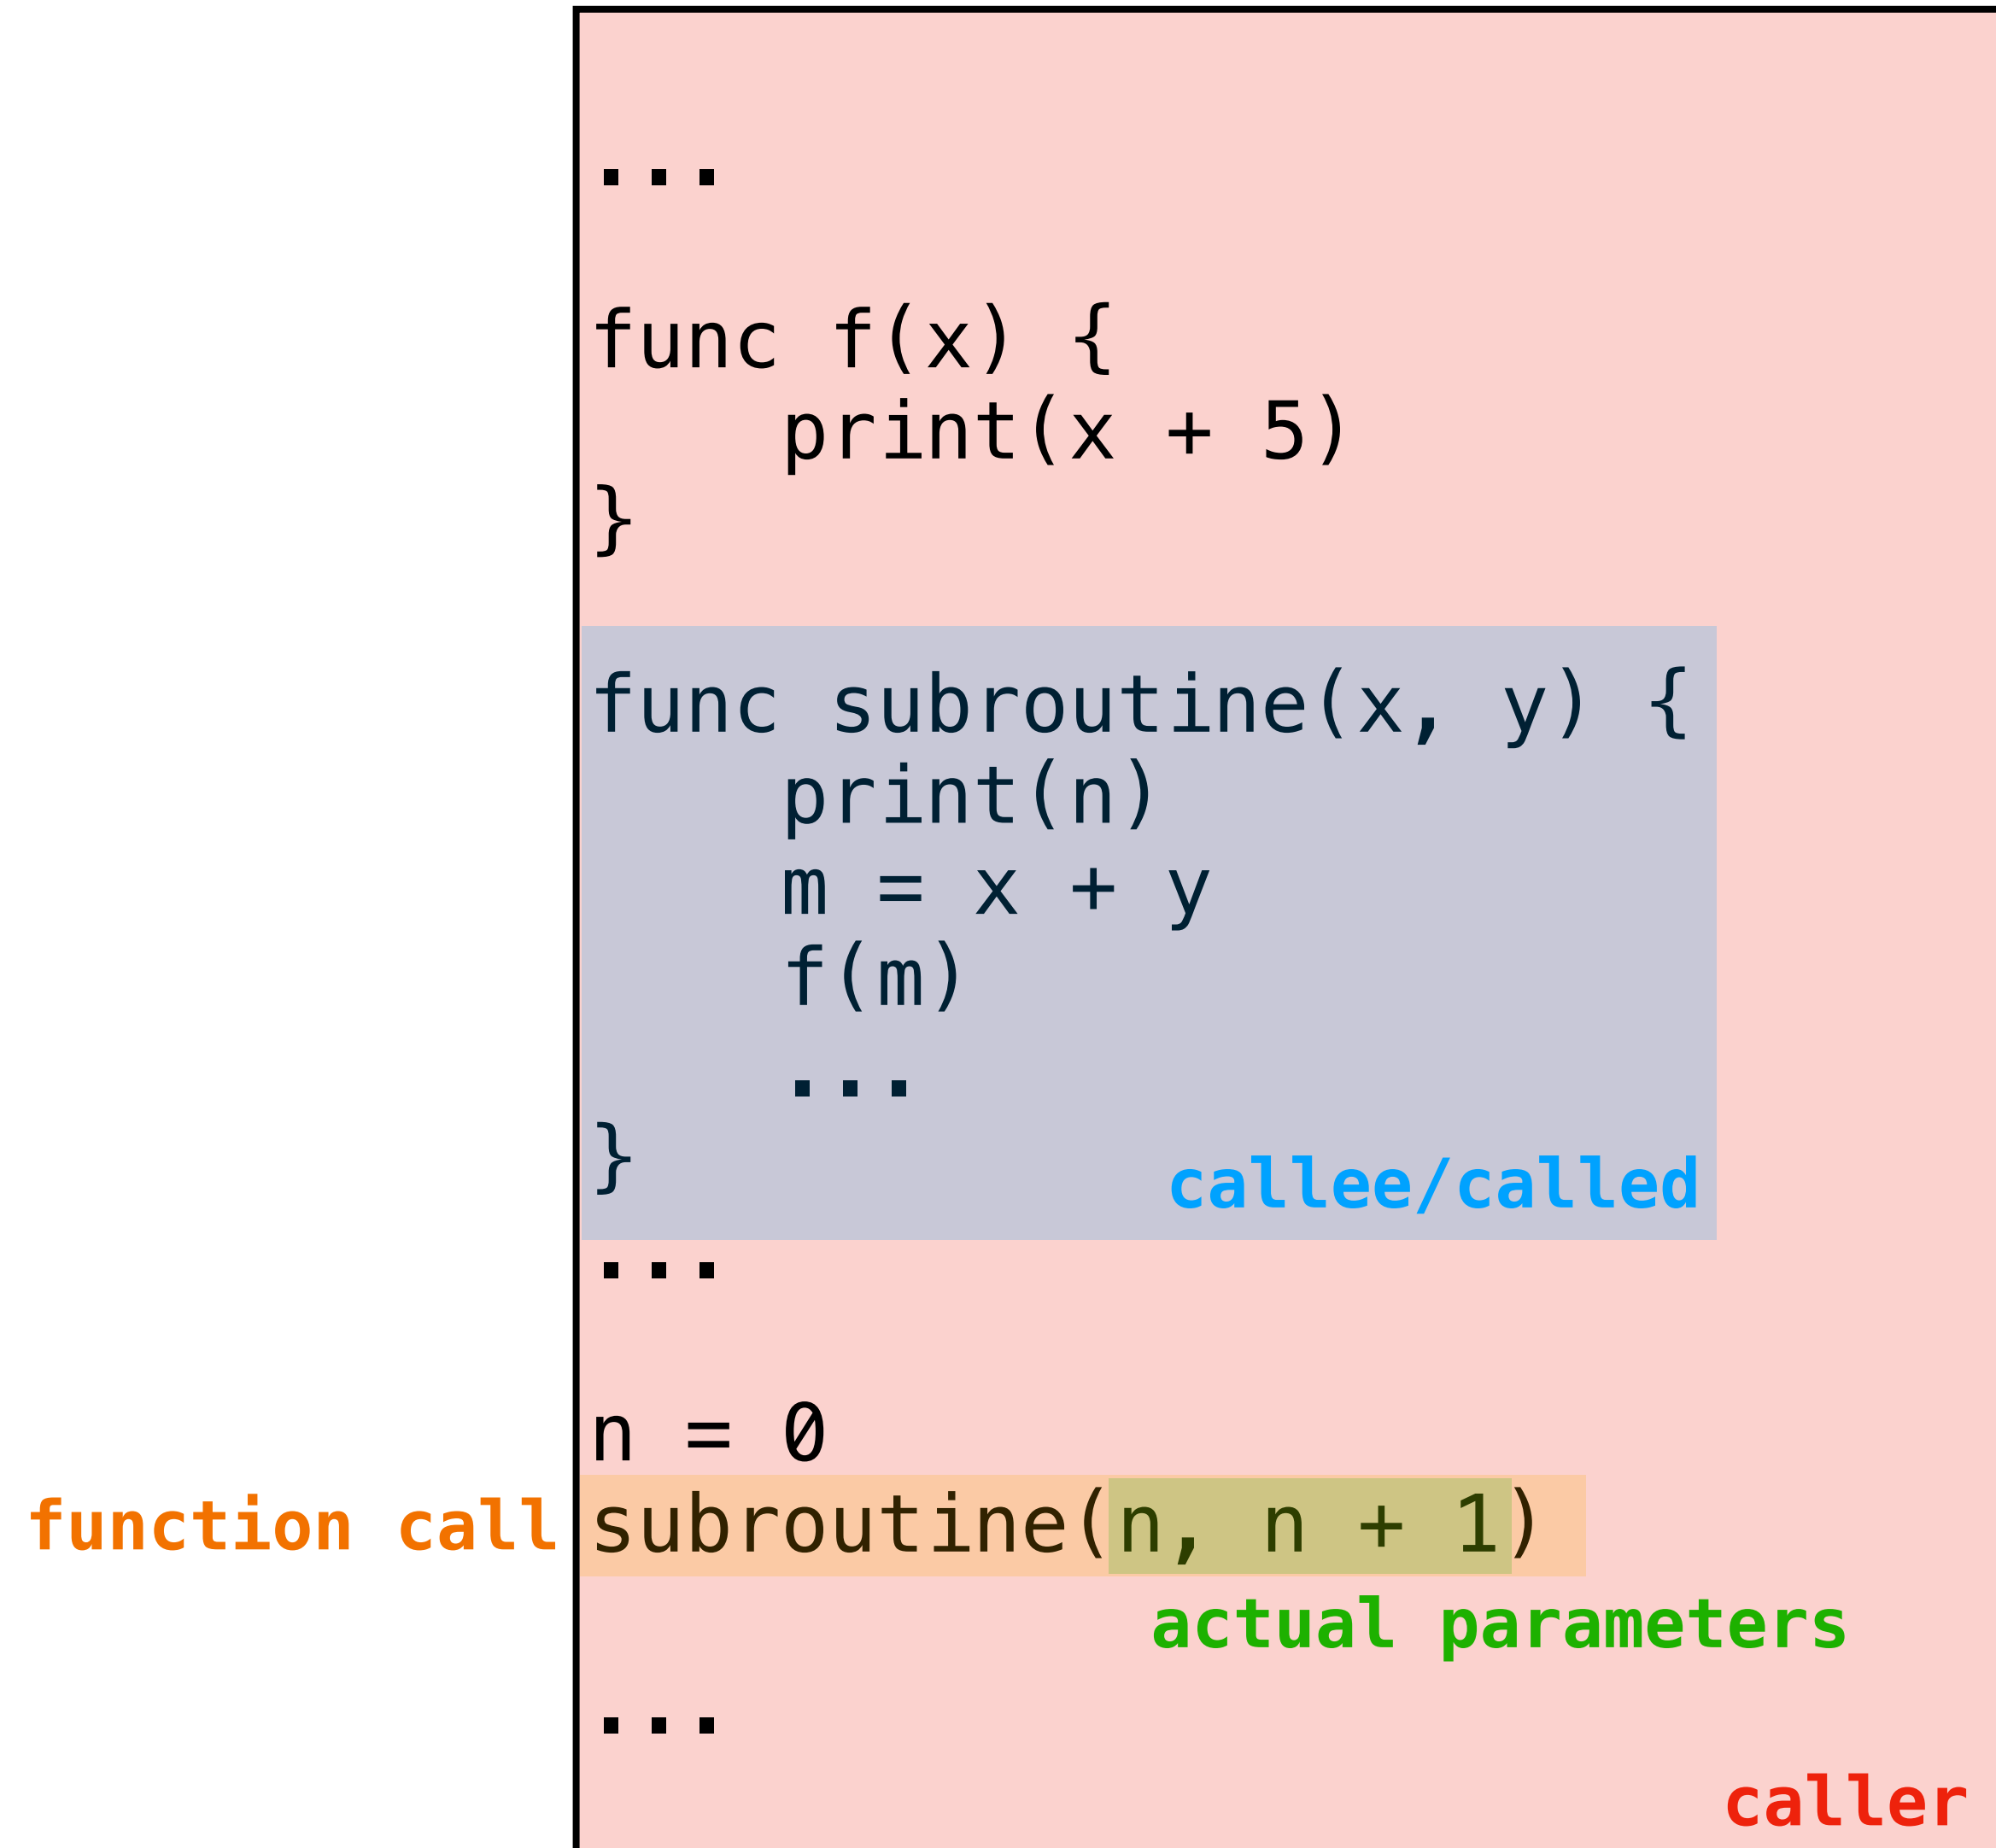 ...
func f(x) {
    print(x + 5)
}
func subroutine(x, y) {
    print(n)
    m = x + y
    f(m)
    ...
}
callee/called
...
n = 0
function call subroutine(n, n + 1)
actual parameters
...
caller